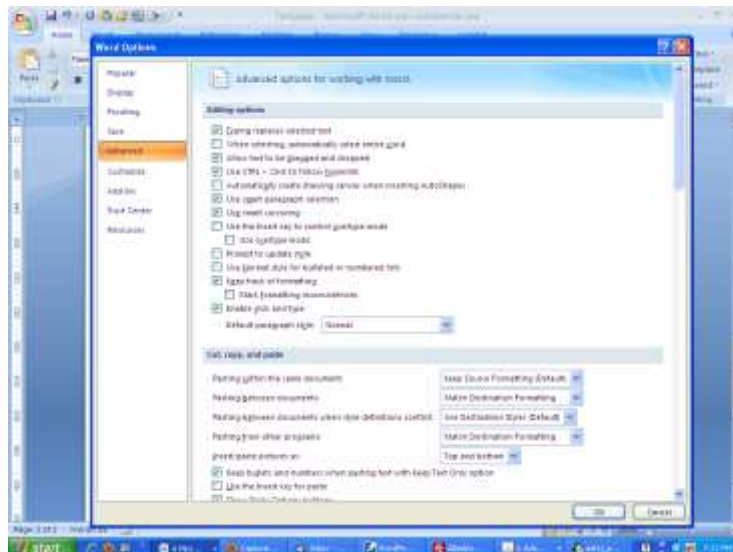 Home
Word Options
Paste
Popular
Display
Proofing
Save
Advanced
Customize
Add-Ins
Trust Center
Resources
Advanced options for working with Word.
Editing options
Typing replaces selected text
When selecting, automatically select entire word
Allow text to be dragged and dropped
Use CTRL + Click to follow hyperlink
Automatically create drawing canvas when inserting AutoShapes
Use smart paragraph selection
Use smart cursoring
Use the Insert key to control overtype mode
Use overtype mode
Prompt to update style
Use Normal style for bulleted or numbered lists
Keep track of formatting
Mark formatting inconsistencies
Enable click and type
Default paragraph style: Normal
Cut, copy, and paste
Pasting within the same document: Keep Source Formatting (Default)
Pasting between documents: Match Destination Formatting
Pasting between documents when style definitions conflict: Use Destination Styles (Default)
Pasting from other programs: Match Destination Formatting
Insert/paste pictures as: Top and bottom
Keep bullets and numbers when pasting text with Keep Text Only option
Use the Insert key for paste
Show Paste Options buttons
OK Cancel
start